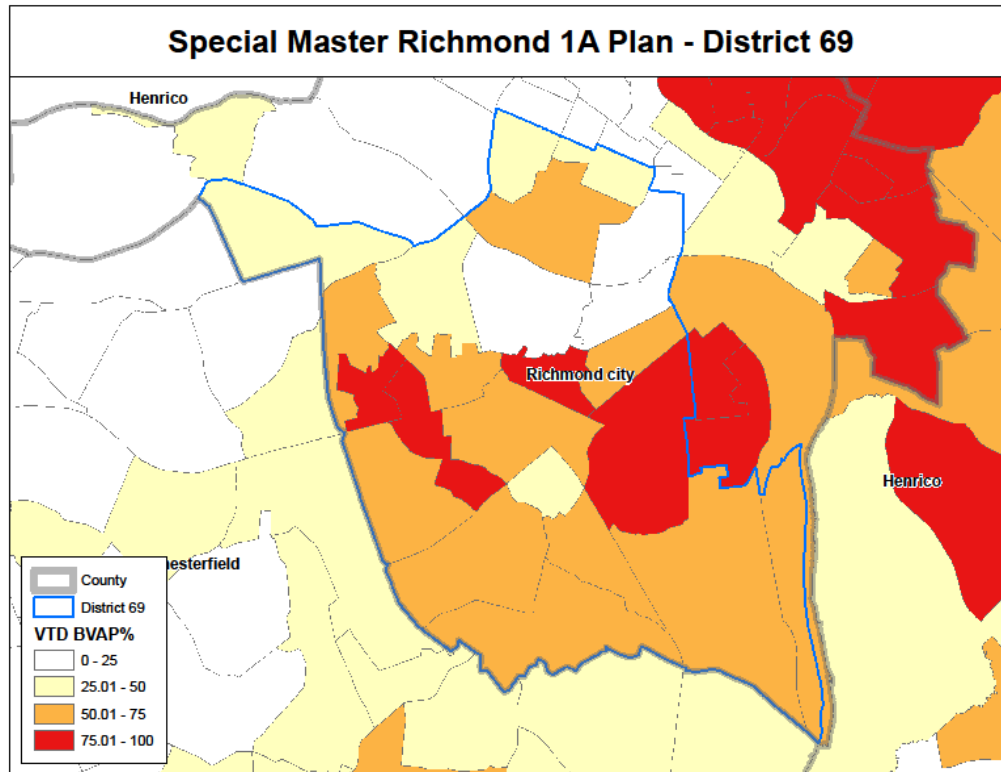 Special Master Richmond 1A Plan - District 69
Henrico
Richmond city
Henrico
hesterfield
County
District 69
VTD BVAP%
0 - 25
25.01 - 50
50.01 - 75
75.01 - 100